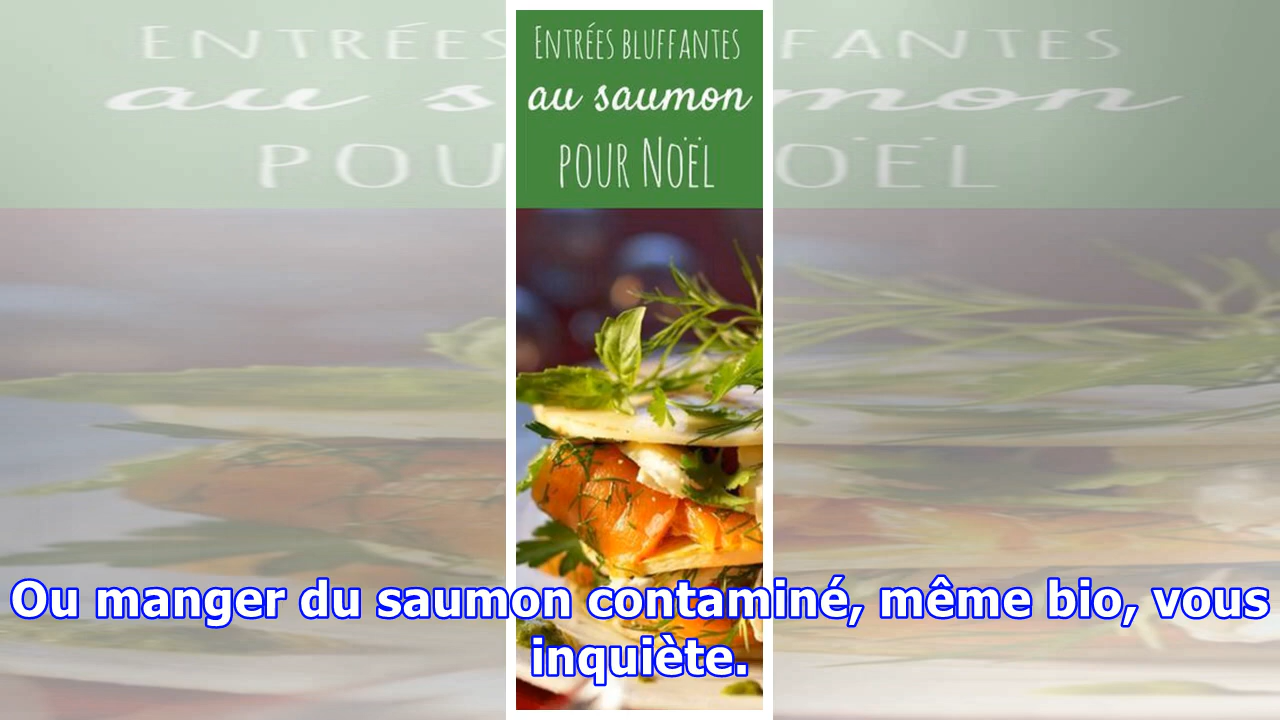 ENTRÉES BLUFFANTES
au saumon
POUR NOËL
Ou manger du saumon contaminé, même bio, vous
inquiète.